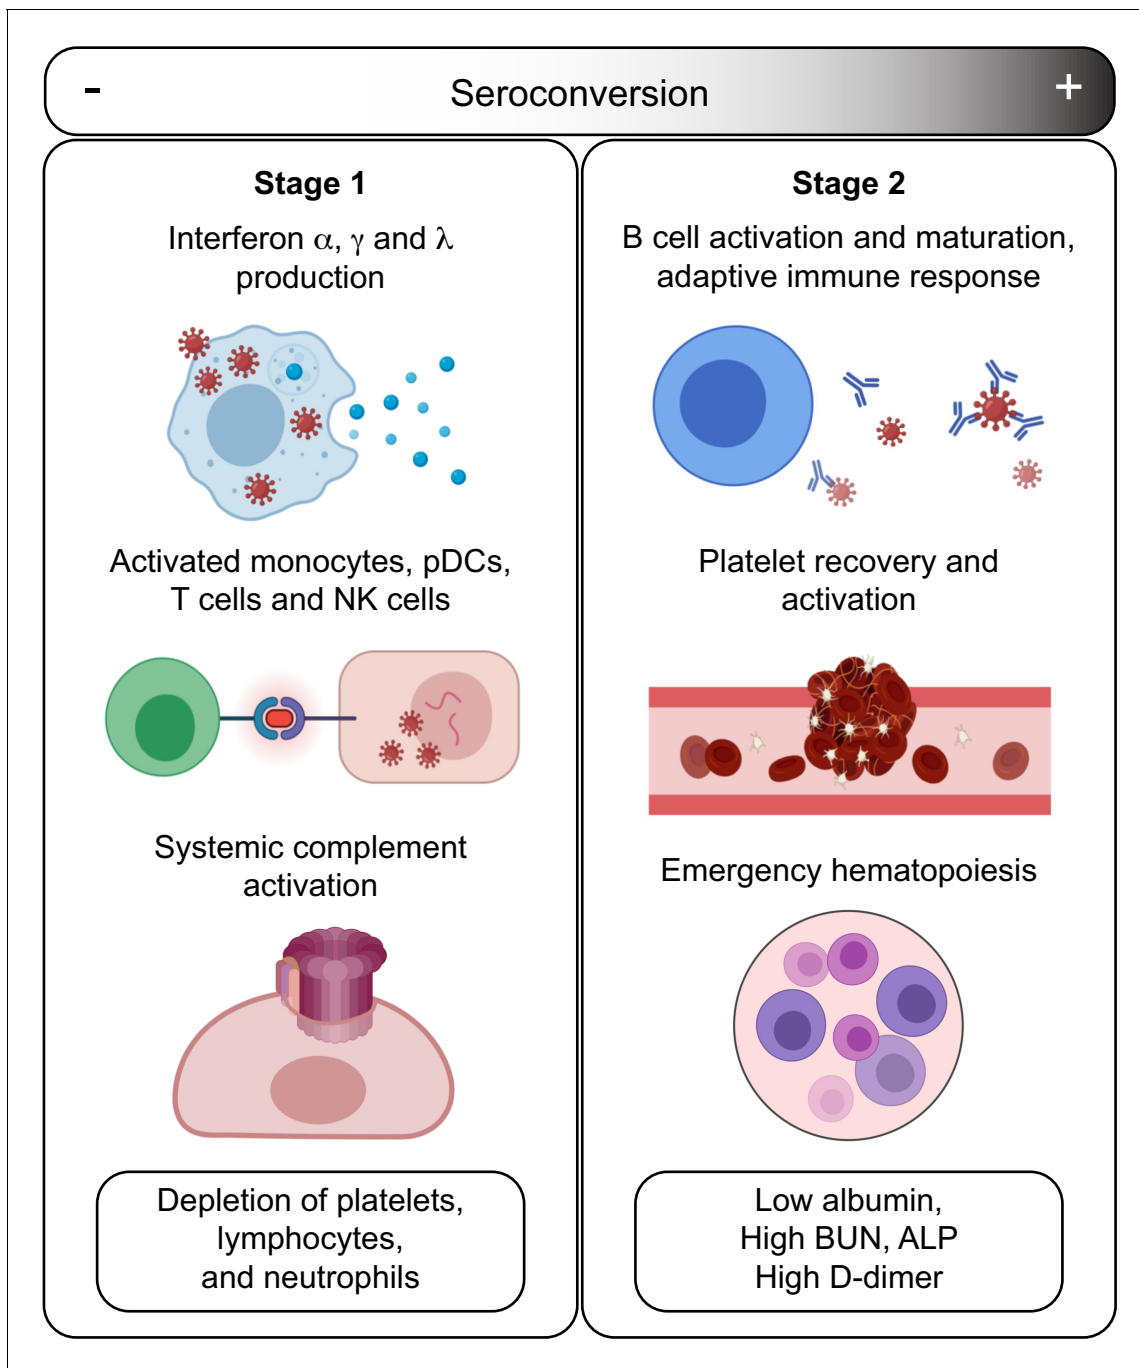 -
Seroconversion
+
Stage 1
Interferon α, γ and λ
production
Activated monocytes, pDCs,
T cells and NK cells
Systemic complement
activation
Depletion of platelets,
lymphocytes,
and neutrophils
Stage 2
B cell activation and maturation,
adaptive immune response
Platelet recovery and
activation
Emergency hematopoiesis
Low albumin,
High BUN, ALP
High D-dimer